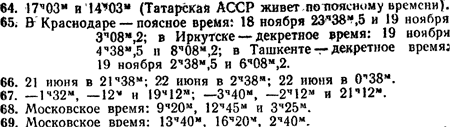 64. 17ч03м и 14ч03м (Татарская АССР живет по поясному времени).
65. В Краснодаре — поясное время: 18 ноября 23ч38м,5 и 19 ноября
3ч08м,2; в Иркутске — декретное время: 19 ноября
4ч38м,5 и 8ч08м,2; в Ташкенте — декретное время:
19 ноября 2ч38м,5 и 6ч08м,2.
66. 21 июня в 21ч38м; 22 июня в 2ч38м; 22 июня в 0ч38м.
67. —1ч32м, —12м и 19ч12м; —3ч40м, —2ч12м и 21ч12м.
68. Московское время: 9ч20м, 12ч45м и 3ч25м.
69. Московское время: 13ч40м, 16ч20м, 2ч40м.